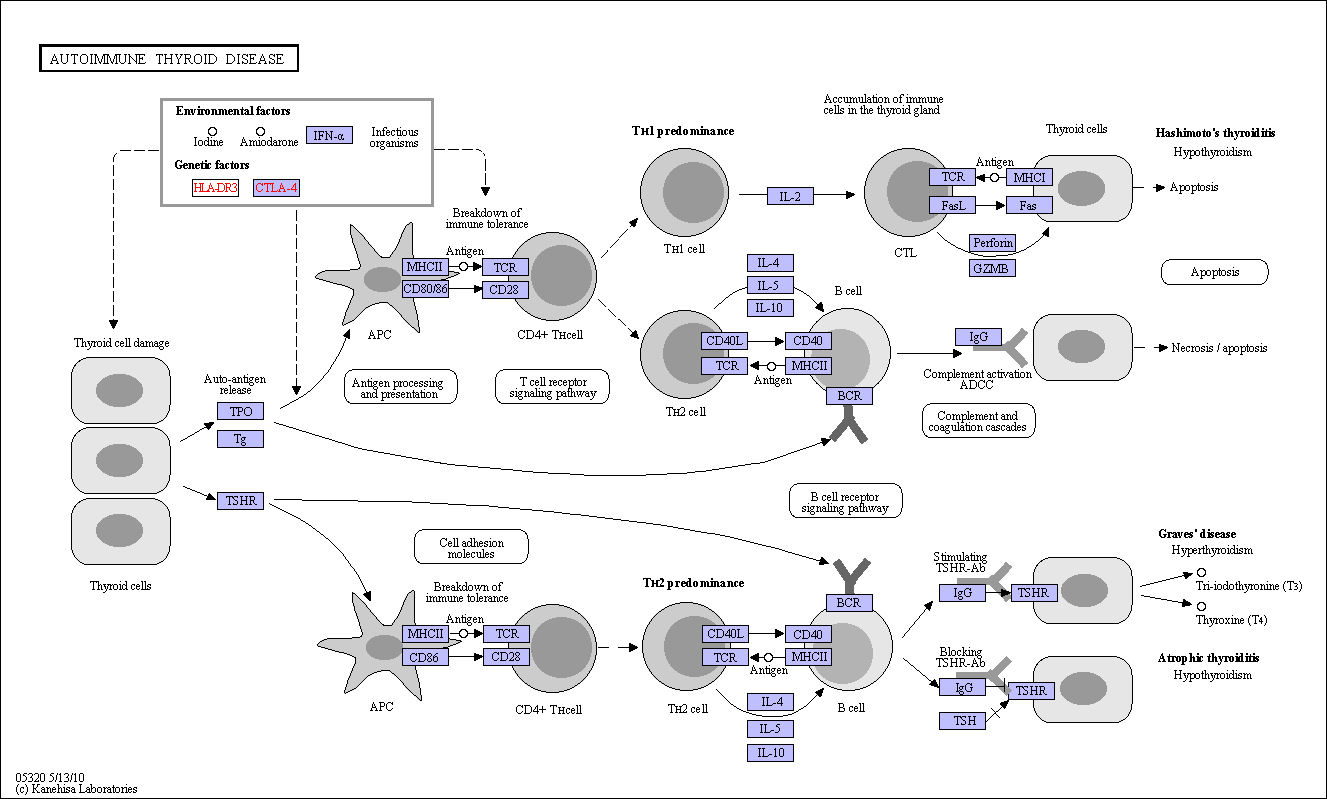 AUTOIMMUNE THYROID DISEASE
Environmental factors
Iodine
Amiodarone
IFN-α
Infectious
organisms
Genetic factors
HLA-DR3
CTLA-4
Thyroid cell damage
Thyroid cells
Auto-antigen
release
TPO
Tg
TSHR
Breakdown of
immune tolerance
Antigen
MHCII
TCR
CD80/86
CD28
APC
CD4+ TH cell
Antigen processing
and presentation
T cell receptor
signaling pathway
TH1 predominance
TH1 cell
IL-2
Accumulation of immune
cells in the thyroid gland
CTL
TCR
Antigen
MHCI
FasL
Fas
Perforin
GZMB
Thyroid cells
Hashimoto's thyroiditis
Hypothyroidism
Apoptosis
Apoptosis
IL-4
IL-5
IL-10
B cell
CD40L
CD40
TCR
MHCII
Antigen
BCR
TH2 cell
IgG
Complement activation
ADCC
Necrosis / apoptosis
Complement and
coagulation cascades
B cell receptor
signaling pathway
Cell adhesion
molecules
Breakdown of
immune tolerance
Antigen
MHCII
TCR
CD86
CD28
APC
CD4+ TH cell
TH2 predominance
BCR
CD40L
CD40
TCR
MHCII
Antigen
TH2 cell
B cell
IL-4
IL-5
IL-10
Stimulating
TSHR-Ab
IgG
TSHR
Graves' disease
Hyperthyroidism
Tri-iodothyronine (T3)
Thyroxine (T4)
Blocking
TSHR-Ab
IgG
TSHR
TSH
Atrophic thyroiditis
Hypothyroidism
05320 5/13/10
(c) Kanehisa Laboratories